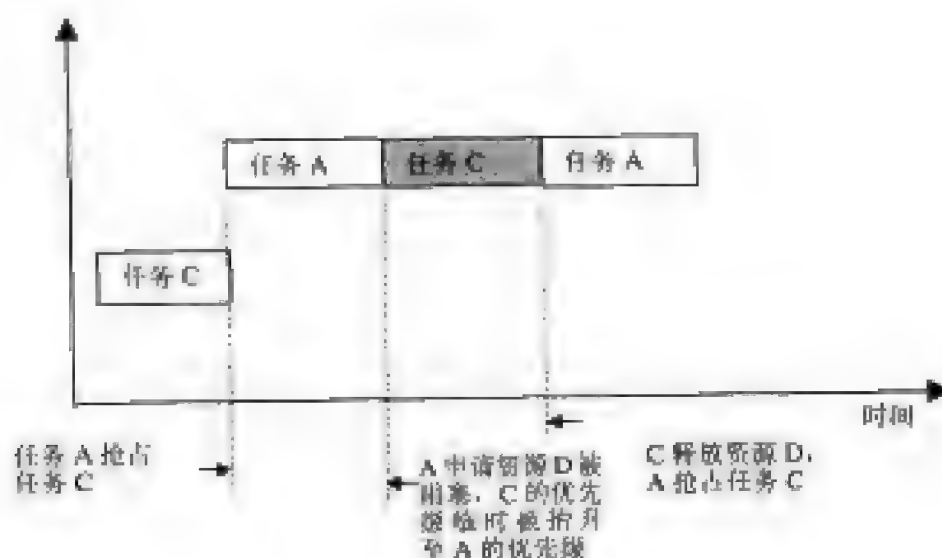 任务 A
任务 C
任务 A
任务 C
时间
任务 A 抢占
任务 C
A 申请资源 D 被
阻塞，C 的优先
级临时被抬升
至 A 的优先级
C 释放资源 D，
A 抢占任务 C